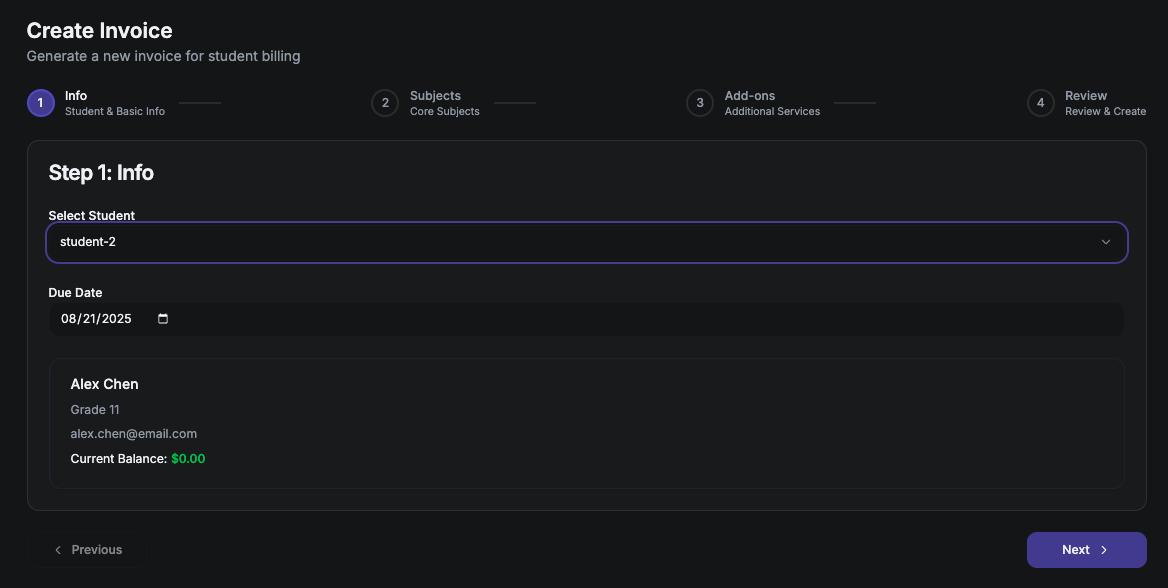 Create Invoice
Generate a new invoice for student billing
1 Info 2 Subjects 3 Add-ons 4 Review
Student & Basic Info Core Subjects Additional Services Review & Create
Step 1: Info
Select Student
student-2
Due Date
08/21/2025
Alex Chen
Grade 11
alex.chen@email.com
Current Balance: $0.00
Previous Next